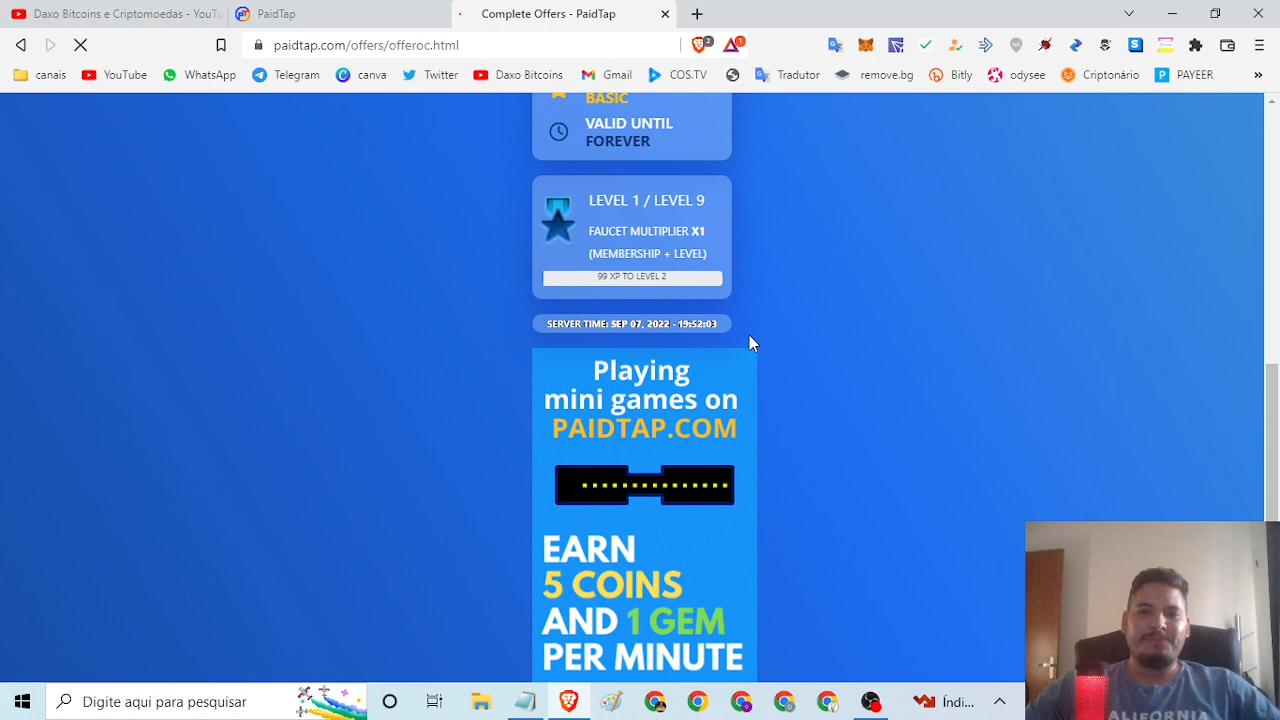 Daxo Bitcoins e Criptomoedas - YouTu
PaidTap
Complete Offers - PaidTap
paidtap.com/offers/offeroc.html
2
1
canais
YouTube
WhatsApp
Telegram
canva
Twitter
Daxo Bitcoins
Gmail
COS.TV
Tradutor
remove.bg
Bitly
odysee
Criptonário
PAYEER
BASIC
VALID UNTIL
FOREVER
LEVEL 1 / LEVEL 9
FAUCET MULTIPLIER X1
(MEMBERSHIP + LEVEL)
99 XP TO LEVEL 2
SERVER TIME: SEP 07, 2022 - 19:52:03
Playing
mini games on
PAIDTAP.COM
EARN
5 COINS
AND 1 GEM
PER MINUTE
ALIFORNIA
Digite aqui para pesquisar
Índi...